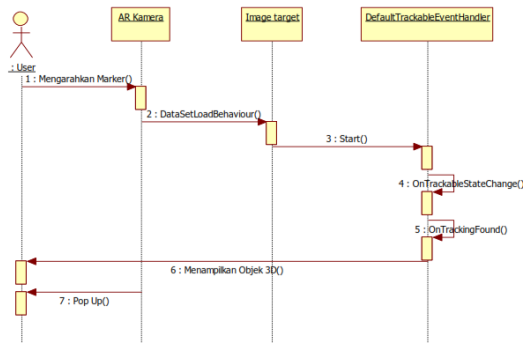 AR Kamera
Image target
DefaultTrackableEventHandler
: User
1 : Mengarahkan Marker()
2 : DataSetLoadBehaviour()
3 : Start()
4 : OnTrackableStateChange()
5 : OnTrackingFound()
6 : Menampilkan Objek 3D()
7 : Pop Up()